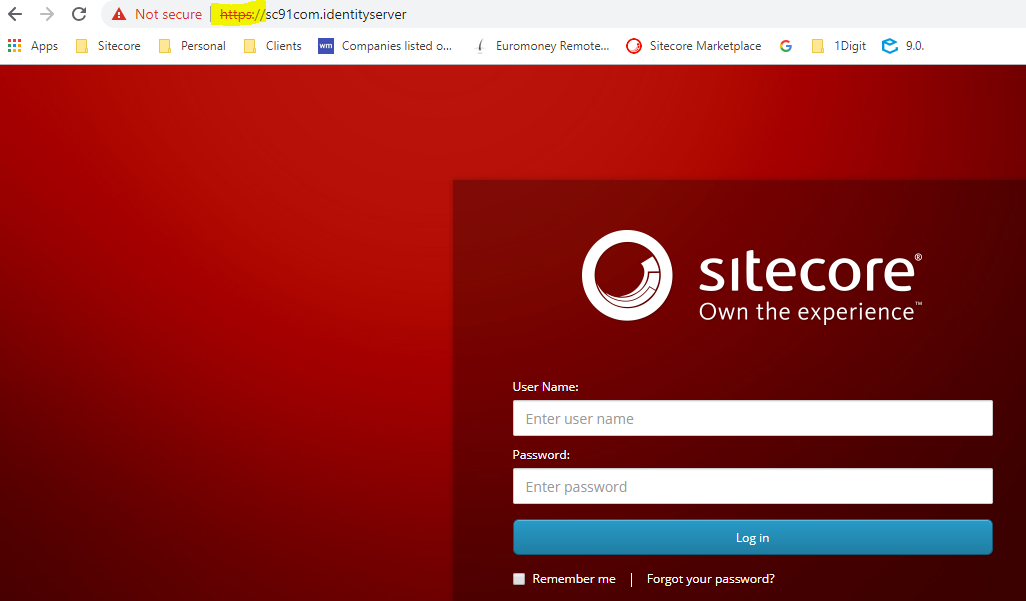 Not secure | https://sc91com.identityserver
Apps Sitecore Personal Clients wm Companies listed o... Euromoney Remote... Sitecore Marketplace G 1Digit 9.0.
sitecore®
Own the experience™
User Name:
Enter user name
Password:
Enter password
Log in
Remember me | Forgot your password?